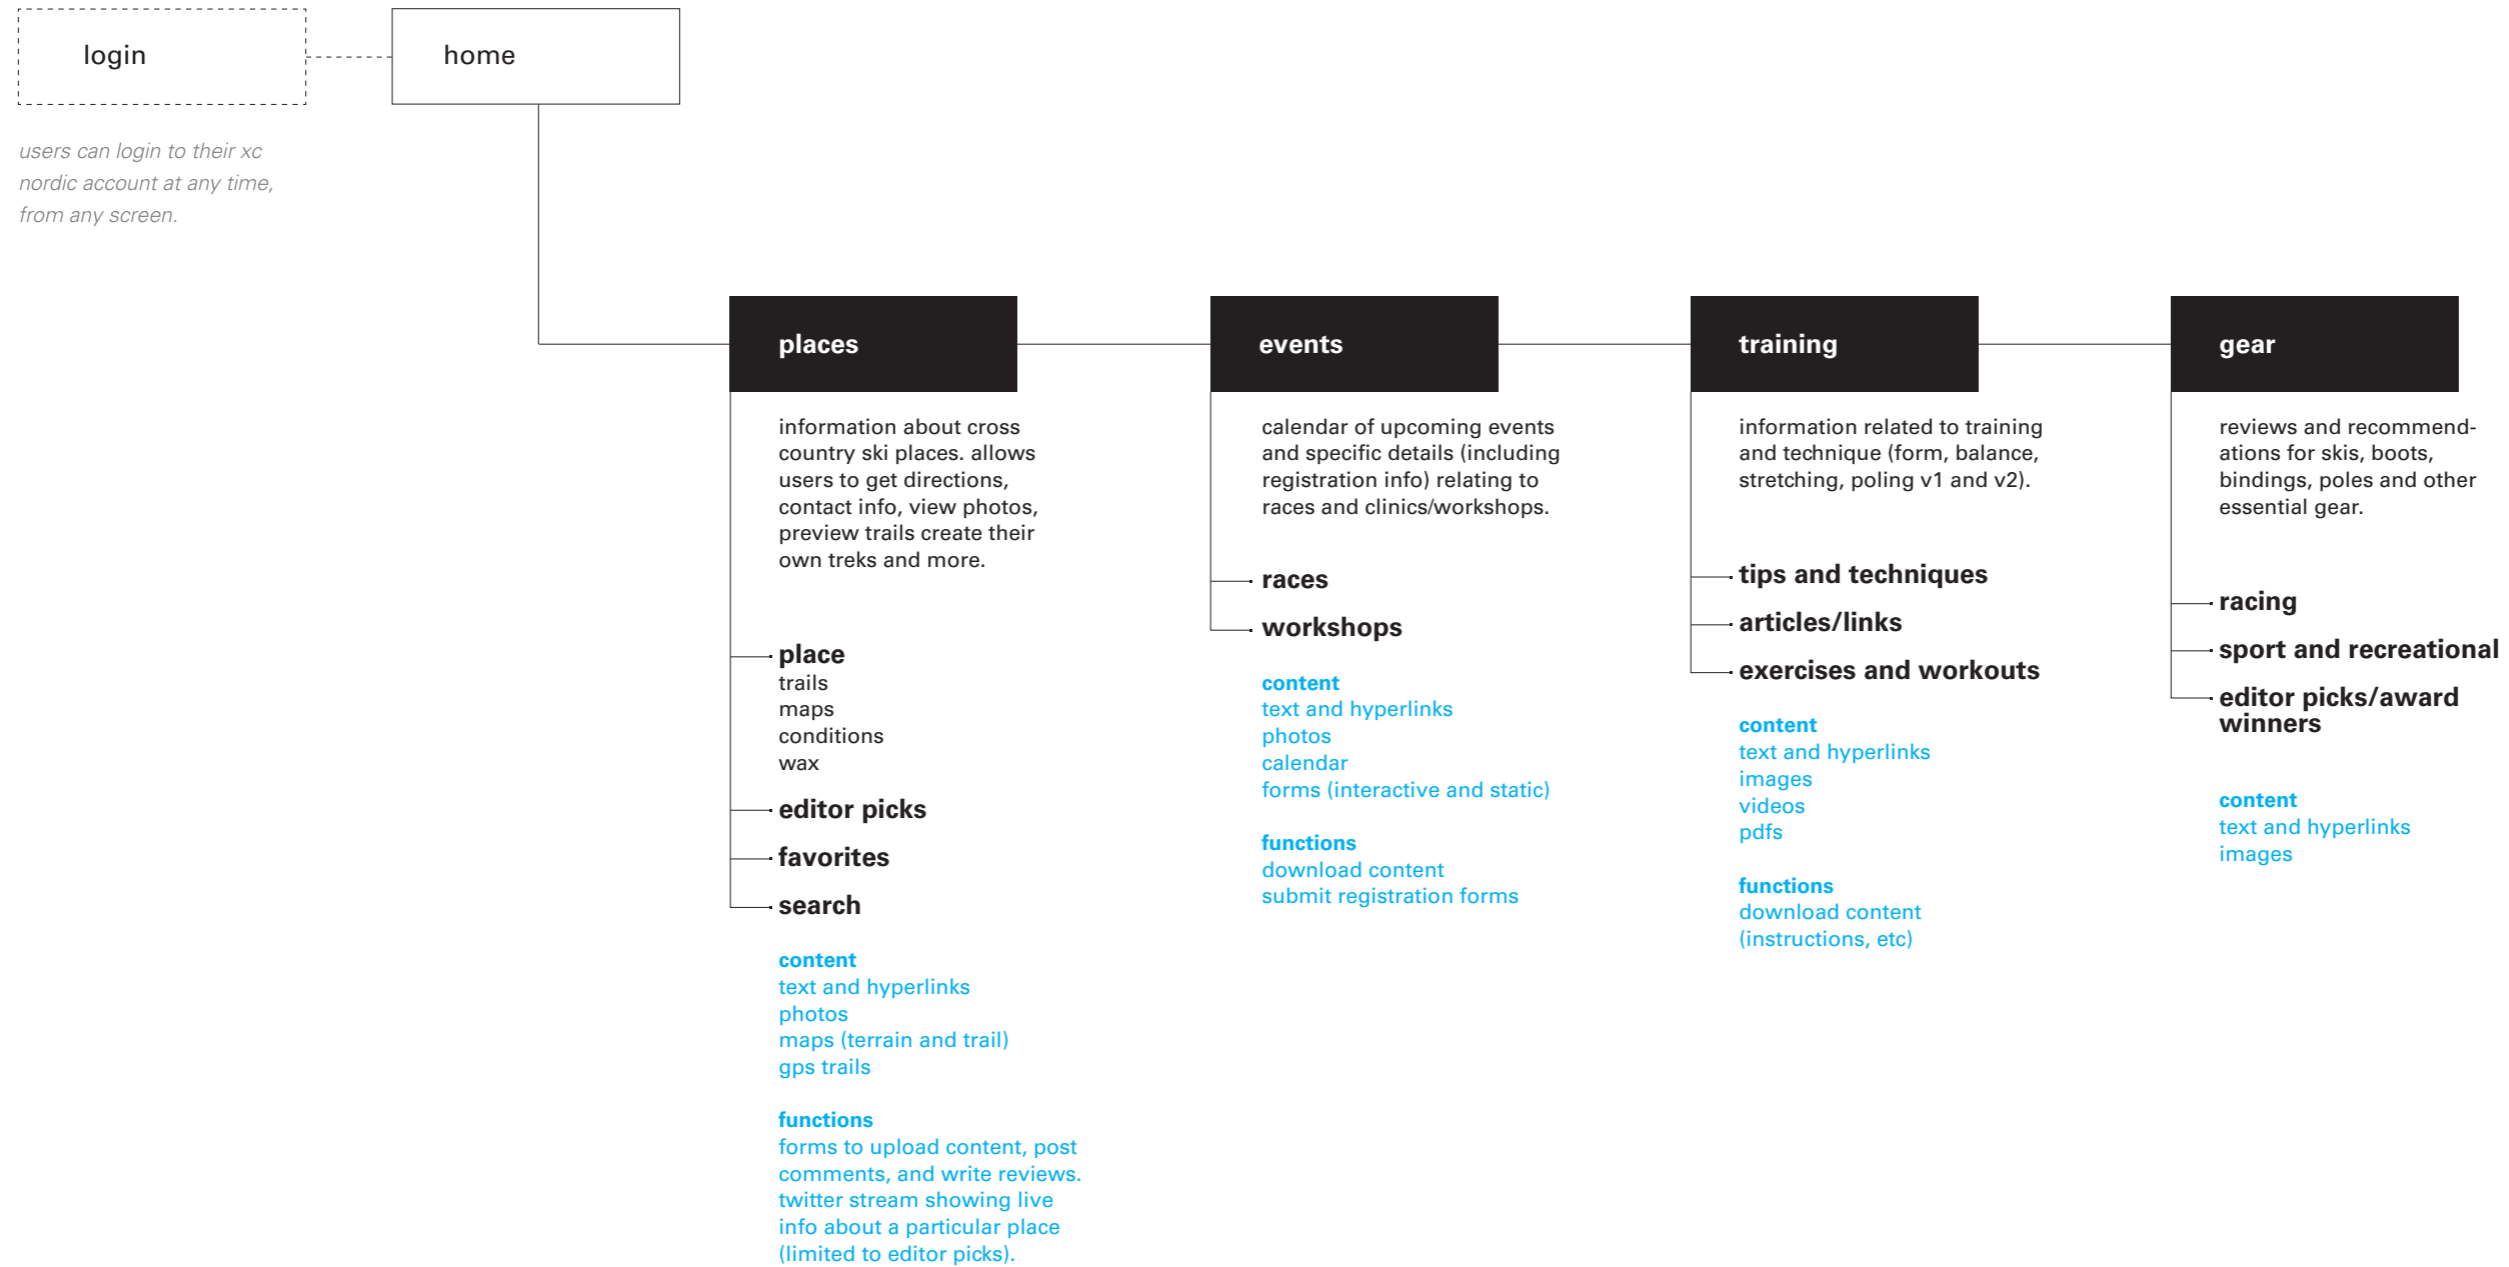 login
home
users can login to their xc
nordic account at any time,
from any screen.
places
information about cross
country ski places. allows
users to get directions,
contact info, view photos,
preview trails create their
own treks and more.
place
trails
maps
conditions
wax
editor picks
favorites
search
content
text and hyperlinks
photos
maps (terrain and trail)
gps trails
functions
forms to upload content, post
comments, and write reviews.
twitter stream showing live
info about a particular place
(limited to editor picks).
events
calendar of upcoming events
and specific details (including
registration info) relating to
races and clinics/workshops.
races
workshops
content
text and hyperlinks
photos
calendar
forms (interactive and static)
functions
download content
submit registration forms
training
information related to training
and technique (form, balance,
stretching, poling v1 and v2).
tips and techniques
articles/links
exercises and workouts
content
text and hyperlinks
images
videos
pdfs
functions
download content
(instructions, etc)
gear
reviews and recommend-
ations for skis, boots,
bindings, poles and other
essential gear.
racing
sport and recreational
editor picks/award
winners
content
text and hyperlinks
images